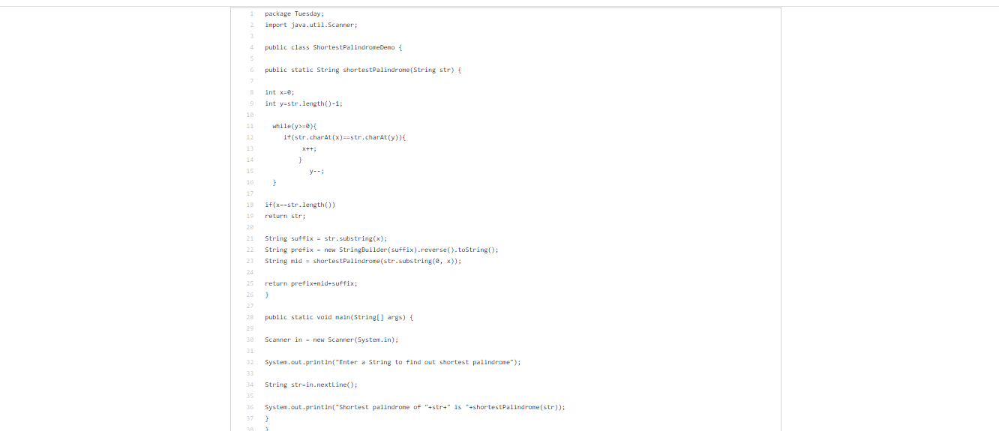 1 package Tuesday;
2 import java.util.Scanner;
3
4 public class ShortestPalindromeDemo {
5
6 public static String shortestPalindrome(String str) {
7
8 int x=0;
9 int y=str.length()-1;
10
11 while(y>=0){
12 if(str.charAt(x)==str.charAt(y)){
13 x++;
14 }
15 y--;
16 }
17
18 if(x==str.length())
19 return str;
20
21 String suffix = str.substring(x);
22 String prefix = new StringBuilder(suffix).reverse().toString();
23 String mid = shortestPalindrome(str.substring(0, x));
24
25 return prefix+mid+suffix;
26 }
27
28 public static void main(String[] args) {
29
30 Scanner in = new Scanner(System.in);
31
32 System.out.println("Enter a String to find out shortest palindrome");
33
34 String str=in.nextLine();
35
36 System.out.println("Shortest palindrome of "+str+" is "+shortestPalindrome(str));
37 }
38 }